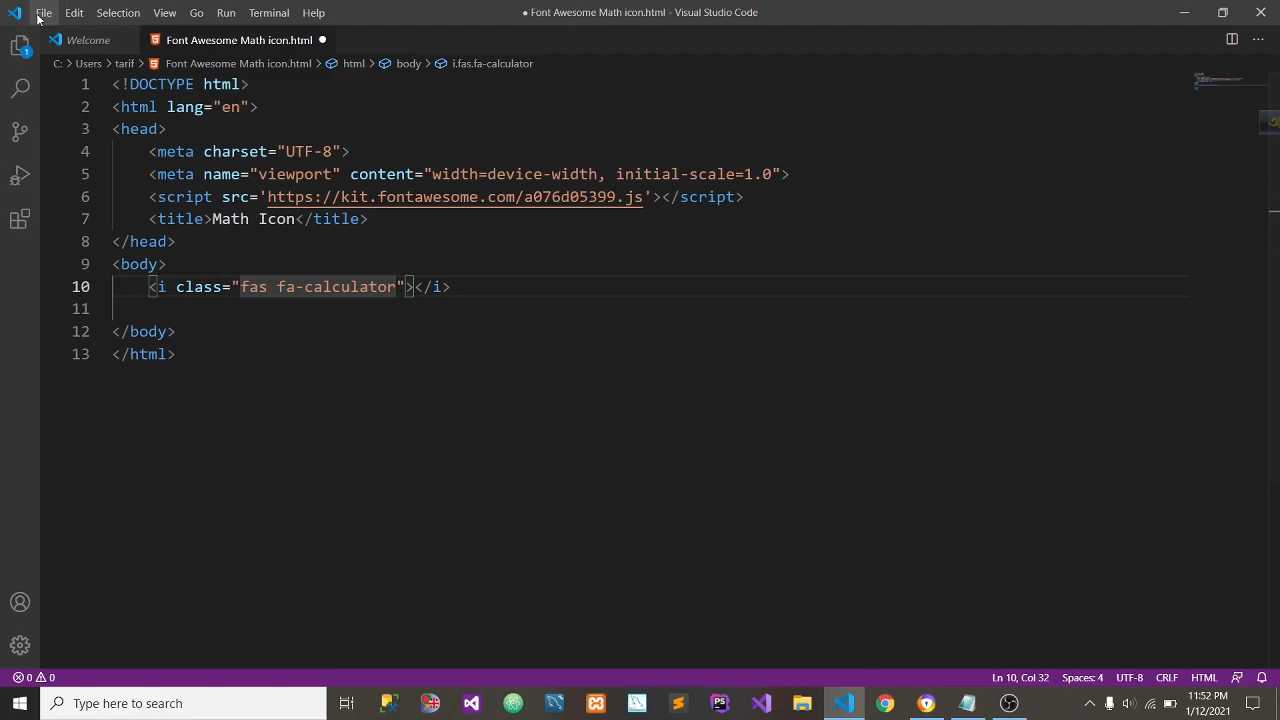 File Edit Selection View Go Run Terminal Help
● Font Awesome Math icon.html - Visual Studio Code
Welcome
Font Awesome Math icon.html ●
C: > Users > tarif > Font Awesome Math icon.html > html > body > i.fas.fa-calculator
1
1 <!DOCTYPE html>
2 <html lang="en">
3 <head>
4 <meta charset="UTF-8">
5 <meta name="viewport" content="width=device-width, initial-scale=1.0">
6 <script src='https://kit.fontawesome.com/a076d05399.js'></script>
7 <title>Math Icon</title>
8 </head>
9 <body>
10 <i class="fas fa-calculator"></i>
11
12 </body>
13 </html>
0 0 Ln 10, Col 32 Spaces: 4 UTF-8 CRLF HTML
Type here to search
PS
11:52 PM
1/12/2021